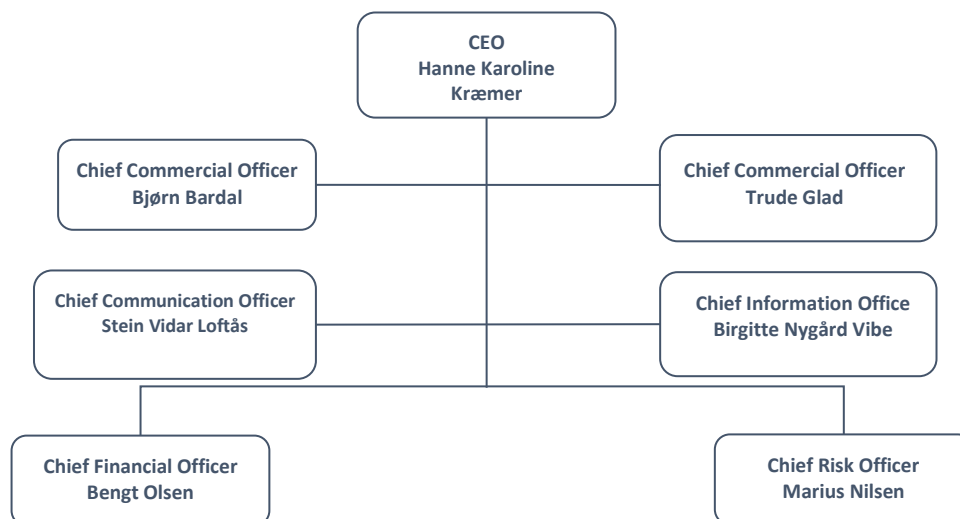 CEO
Hanne Karoline
Kræmer
Chief Commercial Officer
Bjørn Bardal
Chief Commercial Officer
Trude Glad
Chief Communication Officer
Stein Vidar Loftås
Chief Information Office
Birgitte Nygård Vibe
Chief Financial Officer
Bengt Olsen
Chief Risk Officer
Marius Nilsen